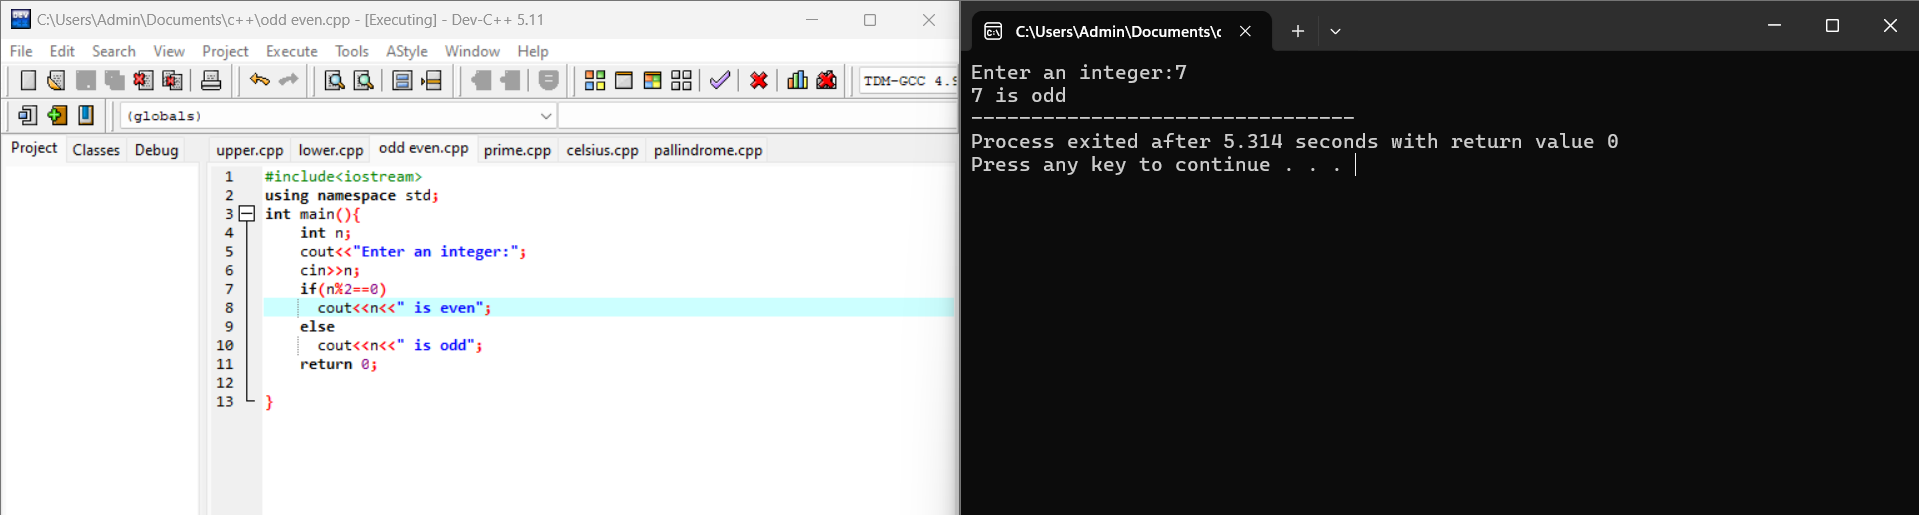 C:\Users\Admin\Documents\c++\odd even.cpp - [Executing] - Dev-C++ 5.11
File Edit Search View Project Execute Tools AStyle Window Help
TDM-GCC 4.9
(globals)
Project Classes Debug
upper.cpp lower.cpp odd even.cpp prime.cpp celsius.cpp pallindrome.cpp
1 #include<iostream>
2 using namespace std;
3 int main(){
4 int n;
5 cout<<"Enter an integer:";
6 cin>>n;
7 if(n%2==0)
8 cout<<n<<" is even";
9 else
10 cout<<n<<" is odd";
11 return 0;
12
13 }
C:\Users\Admin\Documents\c
Enter an integer:7
7 is odd
--------------------------------
Process exited after 5.314 seconds with return value 0
Press any key to continue . . .